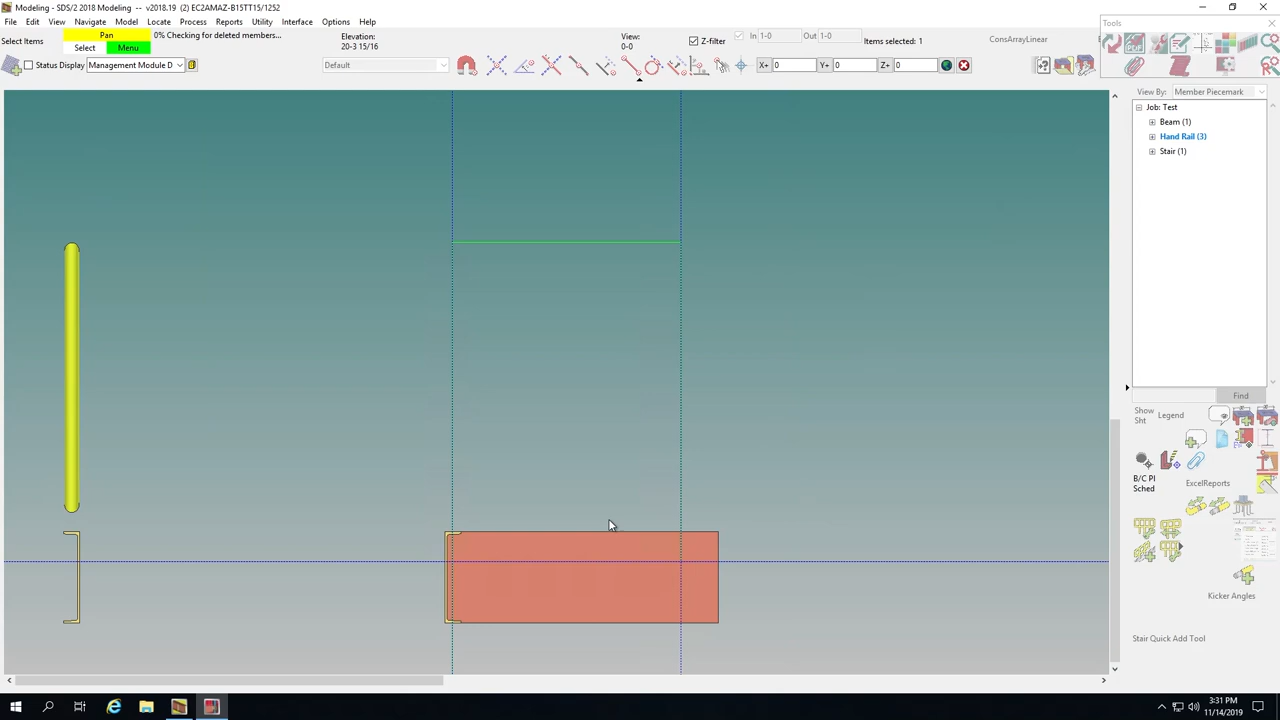 Modeling - SDS/2 2018 Modeling -- v2018.19 () EC2AMAZ-B15TT15/1252
File Edit View Navigate Model Locate Process Reports Utility Interface Options Help
Tools
Select Items
Pan
Select Menu
0% Checking for deleted members...
Elevation:
20-3 15/16
View:
0-0
Z-filter In 1-0 Out 1-0 Items selected: 1
ConsArrayLinear
Status Display Management Module D
Default
X+ 0 Y+ 0 Z+ 0
View By: Member Piecemark
Job: Test
Beam (1)
Hand Rail (3)
Stair (1)
Find
Show
Sht
Legend
B/C Pl
Sched
ExcelReports
Kicker Angles
Stair Quick Add Tool
3:31 PM
11/14/2019